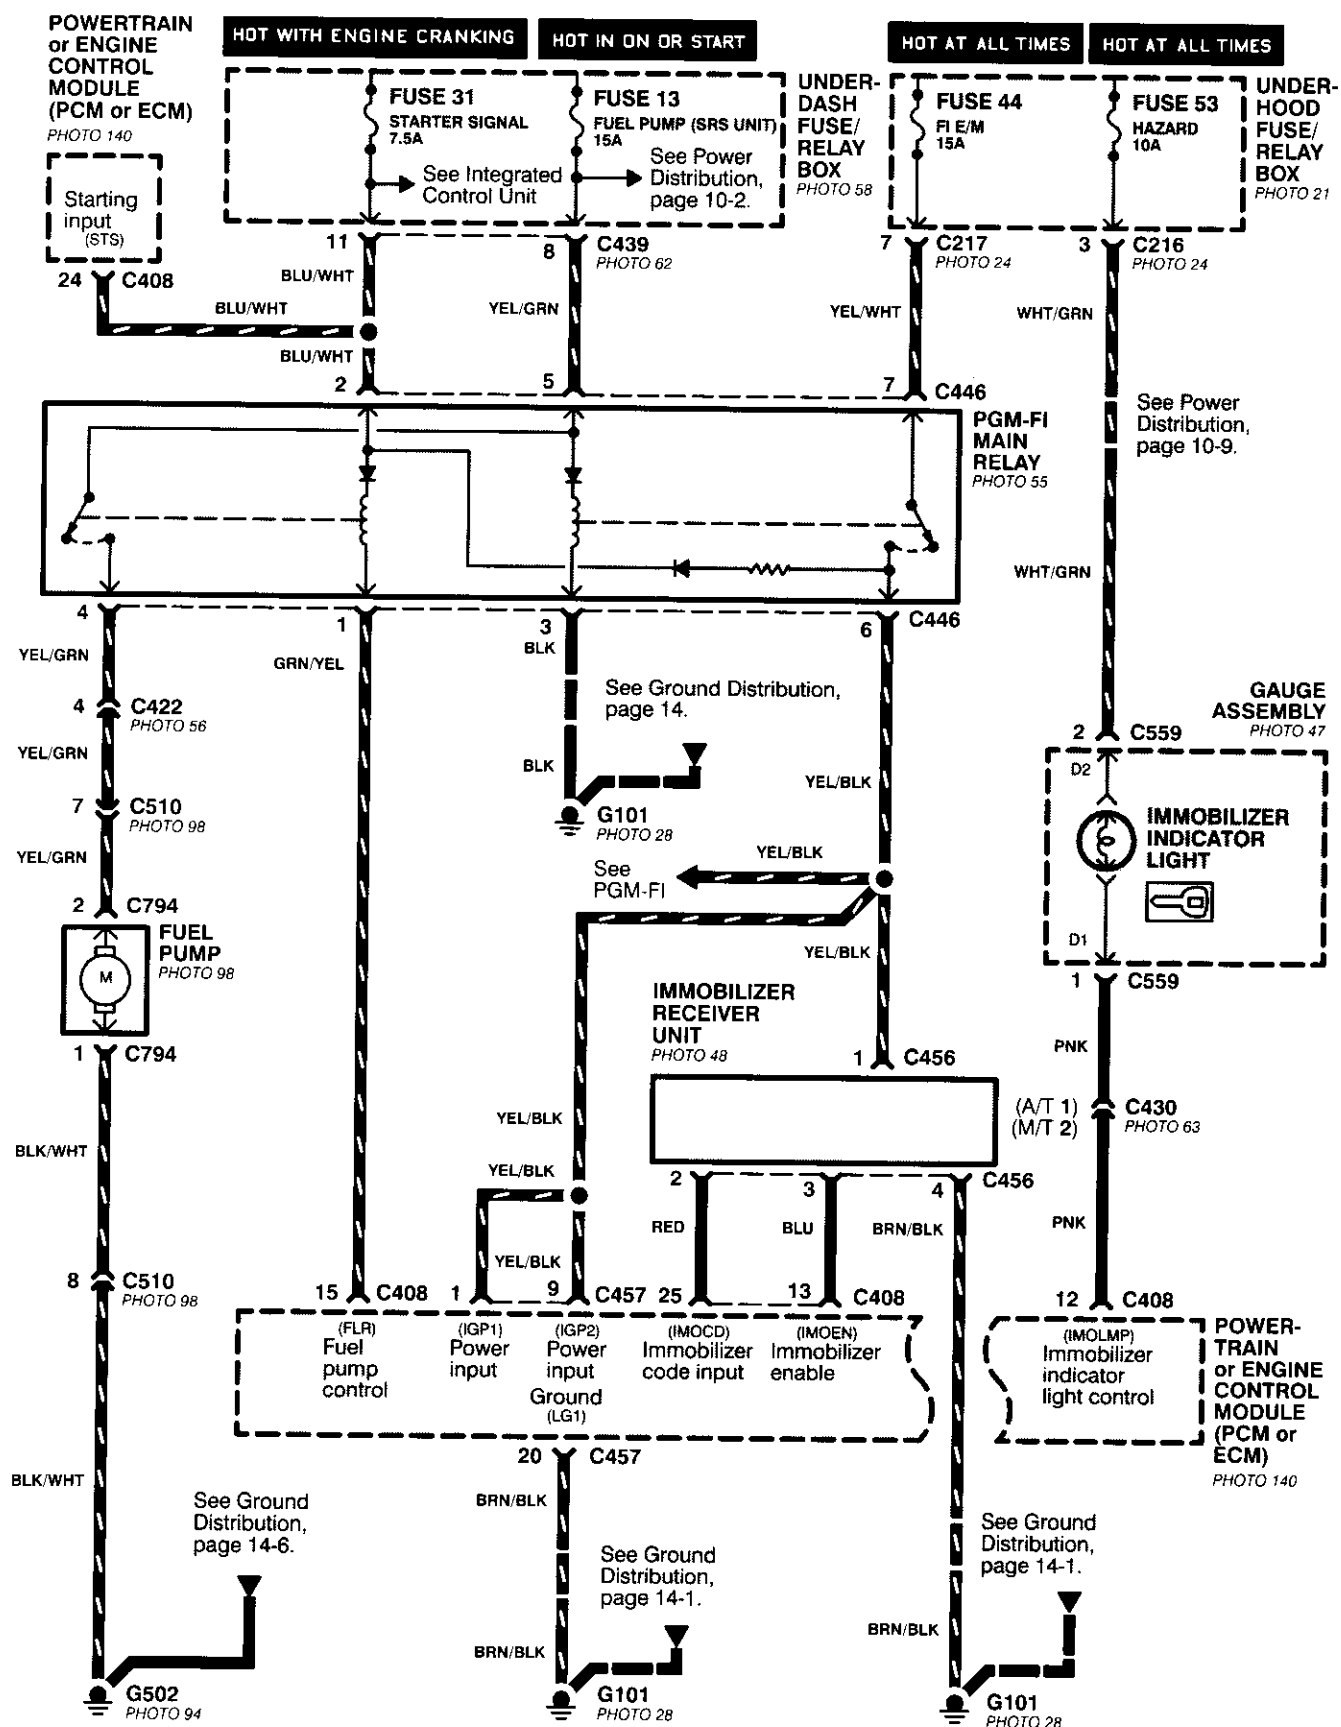 POWERTRAIN
or ENGINE
CONTROL
MODULE
(PCM or ECM)
PHOTO 140
HOT WITH ENGINE CRANKING
HOT IN ON OR START
HOT AT ALL TIMES
HOT AT ALL TIMES
FUSE 31
STARTER SIGNAL
7.5A
See Integrated
Control Unit
FUSE 13
FUEL PUMP (SRS UNIT)
15A
See Power
Distribution,
page 10-2.
UNDER-
DASH
FUSE/
RELAY
BOX
PHOTO 58
FUSE 44
FI E/M
15A
FUSE 53
HAZARD
10A
UNDER-
HOOD
FUSE/
RELAY
BOX
PHOTO 21
Starting
input
(STS)
24
C408
11
8
C439
PHOTO 62
7
C217
PHOTO 24
3
C216
PHOTO 24
BLU/WHT
BLU/WHT
BLU/WHT
YEL/GRN
YEL/WHT
WHT/GRN
2
5
7
C446
PGM-FI
MAIN
RELAY
PHOTO 55
See Power
Distribution,
page 10-9.
WHT/GRN
4
1
3
6
C446
YEL/GRN
GRN/YEL
BLK
4
C422
PHOTO 56
See Ground Distribution,
page 14.
GAUGE
ASSEMBLY
PHOTO 47
2
C559
YEL/GRN
BLK
YEL/BLK
D2
7
C510
PHOTO 98
G101
PHOTO 28
IMMOBILIZER
INDICATOR
LIGHT
YEL/GRN
See
PGM-FI
YEL/BLK
2
C794
FUEL
PUMP
PHOTO 98
M
YEL/BLK
D1
1
C559
IMMOBILIZER
RECEIVER
UNIT
PHOTO 48
1
C794
1
C456
PNK
(A/T 1)
(M/T 2)
C430
PHOTO 63
BLK/WHT
YEL/BLK
YEL/BLK
2
3
4
C456
RED
BLU
BRN/BLK
PNK
YEL/BLK
8
C510
PHOTO 98
15
C408
1
9
C457
25
13
C408
12
C408
(FLR)
Fuel
pump
control
(IGP1)
Power
input
(IGP2)
Power
input
Ground
(LG1)
(IMOCD)
Immobilizer
code input
(IMOEN)
Immobilizer
enable
(IMOLMP)
Immobilizer
indicator
light control
POWER-
TRAIN
or ENGINE
CONTROL
MODULE
(PCM or
ECM)
PHOTO 140
20
C457
BLK/WHT
BRN/BLK
See Ground
Distribution,
page 14-6.
See Ground
Distribution,
page 14-1.
See Ground
Distribution,
page 14-1.
BRN/BLK
BRN/BLK
G502
PHOTO 94
G101
PHOTO 28
G101
PHOTO 28